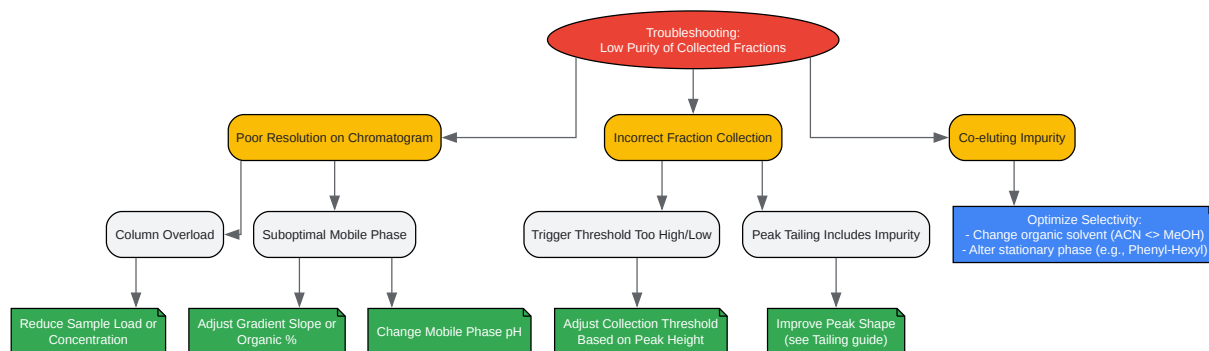 Troubleshooting:
Low Purity of Collected Fractions
Poor Resolution on Chromatogram
Incorrect Fraction Collection
Co-eluting Impurity
Column Overload
Suboptimal Mobile Phase
Trigger Threshold Too High/Low
Peak Tailing Includes Impurity
Optimize Selectivity:
- Change organic solvent (ACN <> MeOH)
- Alter stationary phase (e.g., Phenyl-Hexyl)
Reduce Sample Load or
Concentration
Adjust Gradient Slope or
Organic %
Change Mobile Phase pH
Adjust Collection Threshold
Based on Peak Height
Improve Peak Shape
(see Tailing guide)